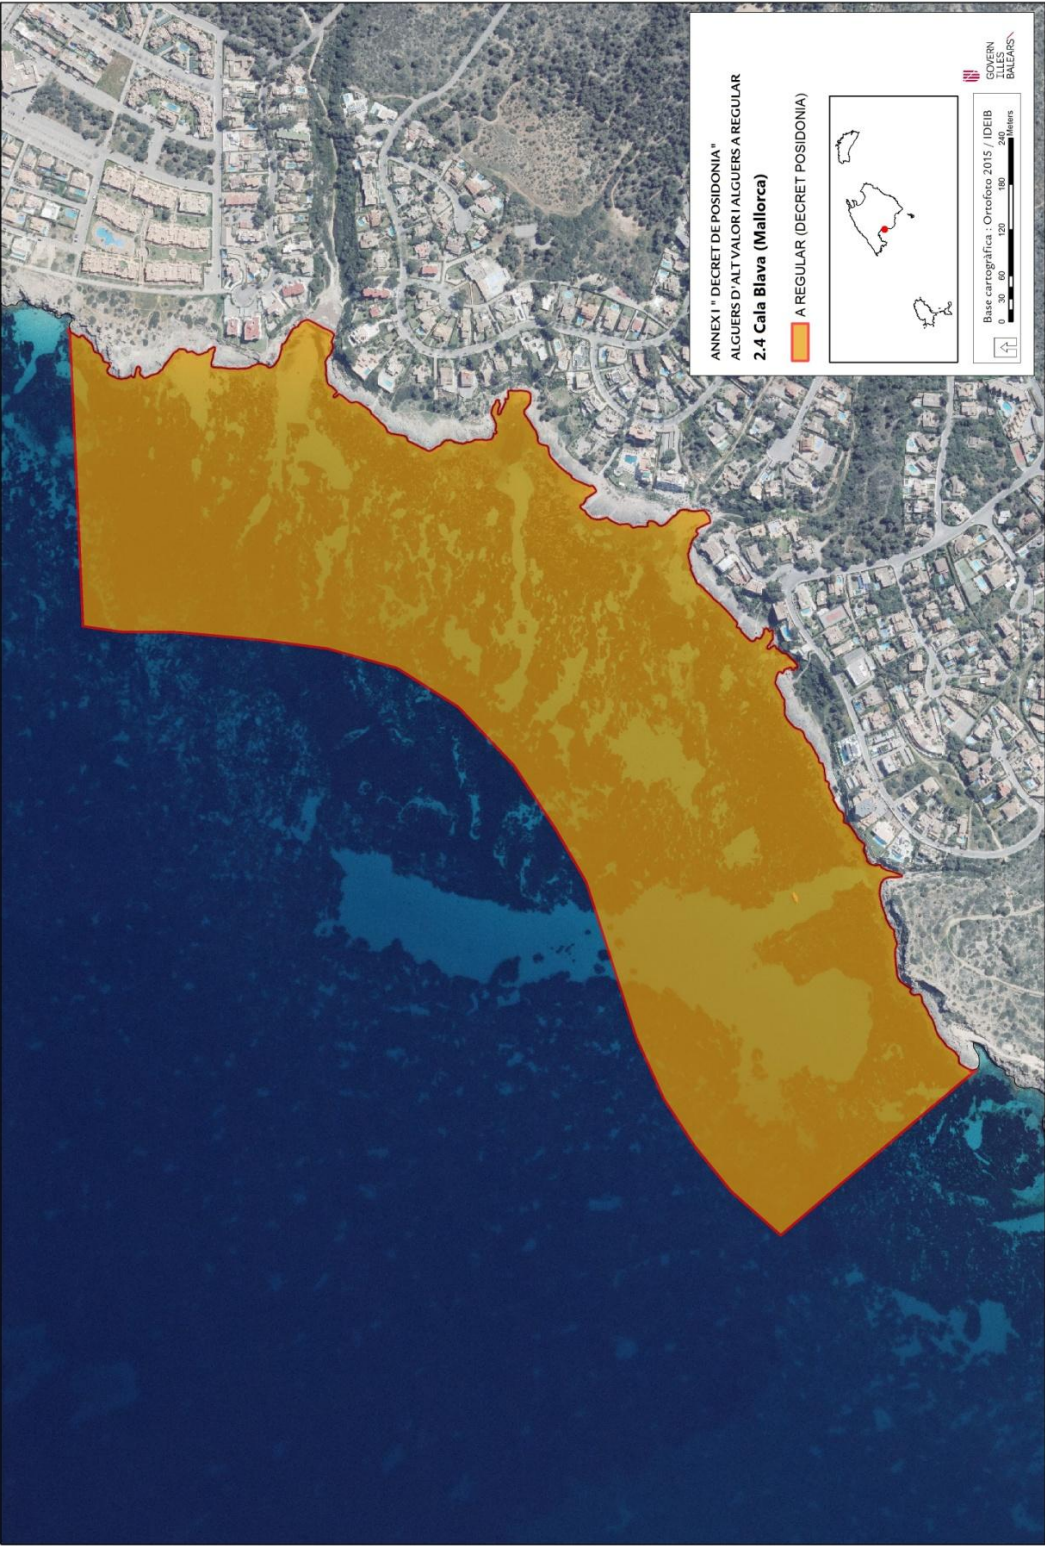 ANNEX I " DECRET DE POSIDONIA"
ALGUERS D'ALT VALOR I ALGUERS A REGULAR
2.4 Cala Blava (Mallorca)
A REGULAR (DECRET POSIDONIA)
Base cartogràfica : Ortofoto 2015 / IDEIB
0 30 60 120 180 240
Meters
GOVERN
ILLES
BALEARS